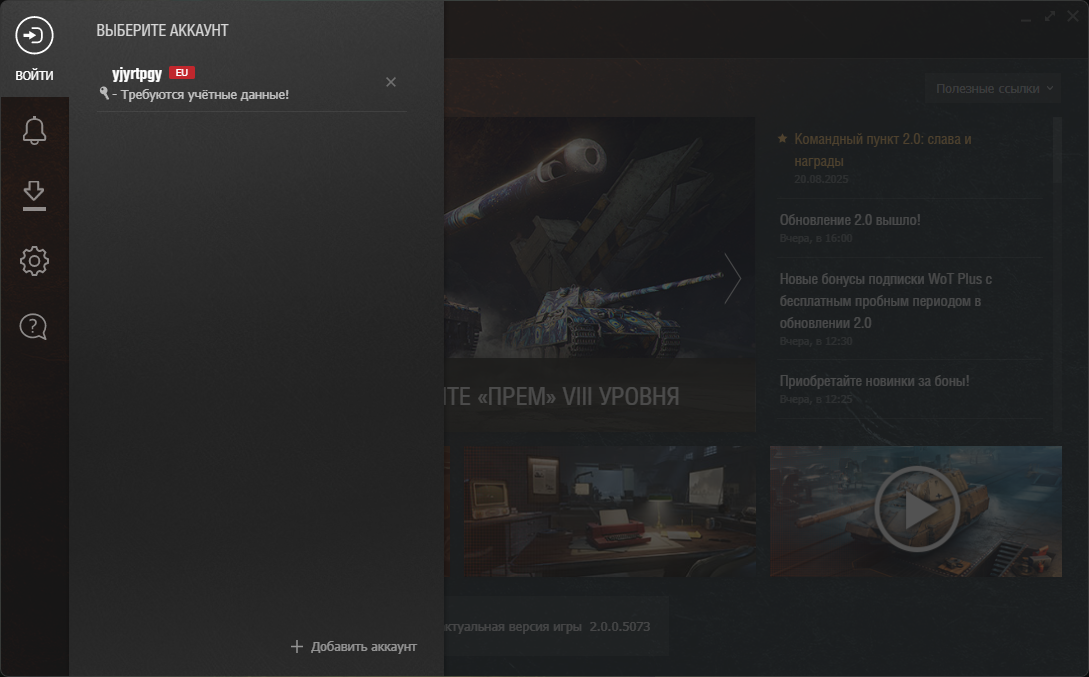 ВОЙТИ
ВЫБЕРИТЕ АККАУНТ
yjyrtpgy EU
- Требуются учётные данные!
Добавить аккаунт
Полезные ссылки
Командный пункт 2.0: слава и
награды
20.08.2025
Обновление 2.0 вышло!
Вчера, в 16:00
Новые бонусы подписки WoT Plus с
бесплатным пробным периодом в
обновлении 2.0
Вчера, в 12:30
Приобретайте новинки за боны!
Вчера, в 12:25
ИТЕ «ПРЕМ» VIII УРОВНЯ
ктуальная версия игры 2.0.0.5073